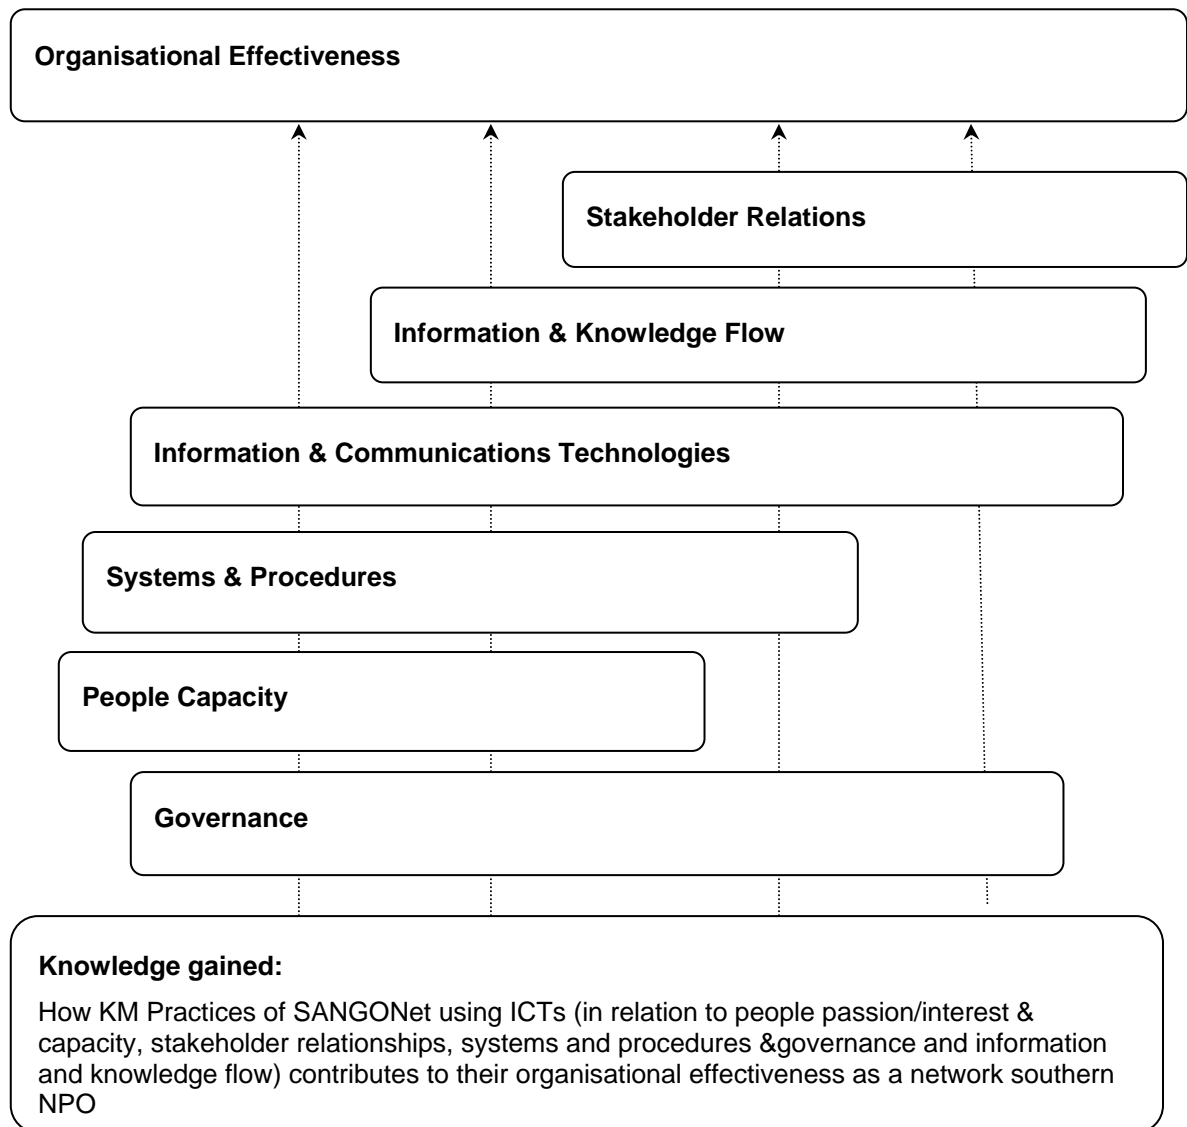 Organisational Effectiveness
Stakeholder Relations
Information & Knowledge Flow
Information & Communications Technologies
Systems & Procedures
People Capacity
Governance
Knowledge gained:
How KM Practices of SANGONet using ICTs (in relation to people passion/interest &
capacity, stakeholder relationships, systems and procedures &governance and information
and knowledge flow) contributes to their organisational effectiveness as a network southern
NPO